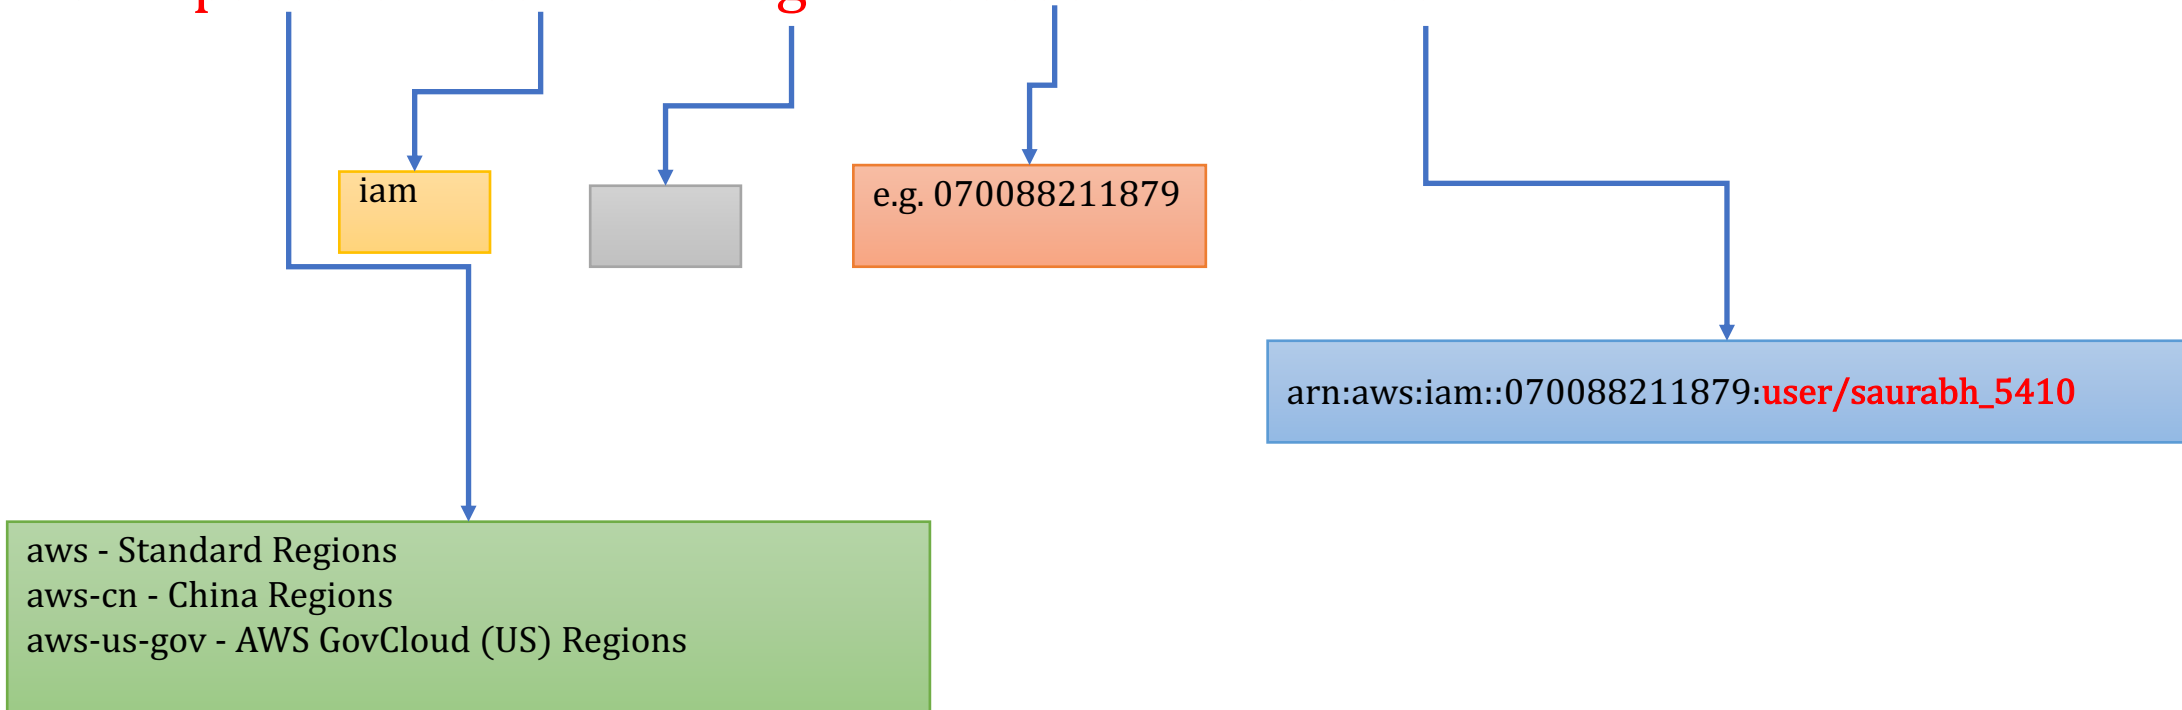 iam
e.g. 070088211879
arn:aws:iam::070088211879:user/saurabh_5410
aws - Standard Regions
aws-cn - China Regions
aws-us-gov - AWS GovCloud (US) Regions